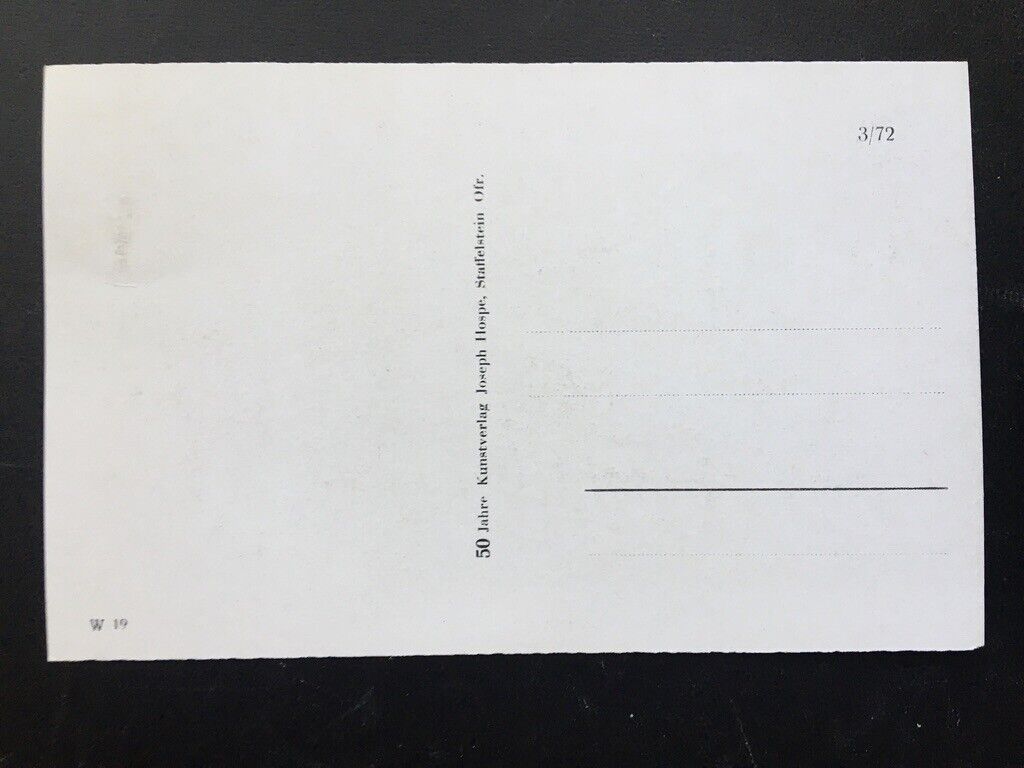 3/72
50 Jahre Kunstverlag Joseph Hospe, Staffelstein Ofr.
W 19